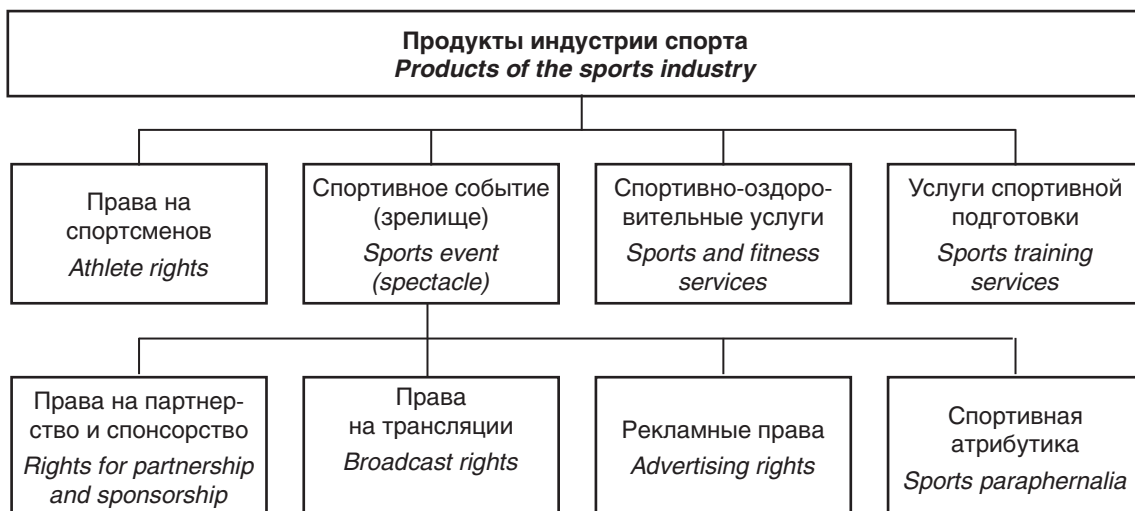 Продукты индустрии спорта
Products of the sports industry
Права на
спортсменов
Athlete rights
Спортивное событие
(зрелище)
Sports event
(spectacle)
Спортивно-оздоро-
вительные услуги
Sports and fitness
services
Услуги спортивной
подготовки
Sports training
services
Права на партнер-
ство и спонсорство
Rights for partnership
and sponsorship
Права
на трансляции
Broadcast rights
Рекламные права
Advertising rights
Спортивная
атрибутика
Sports paraphernalia